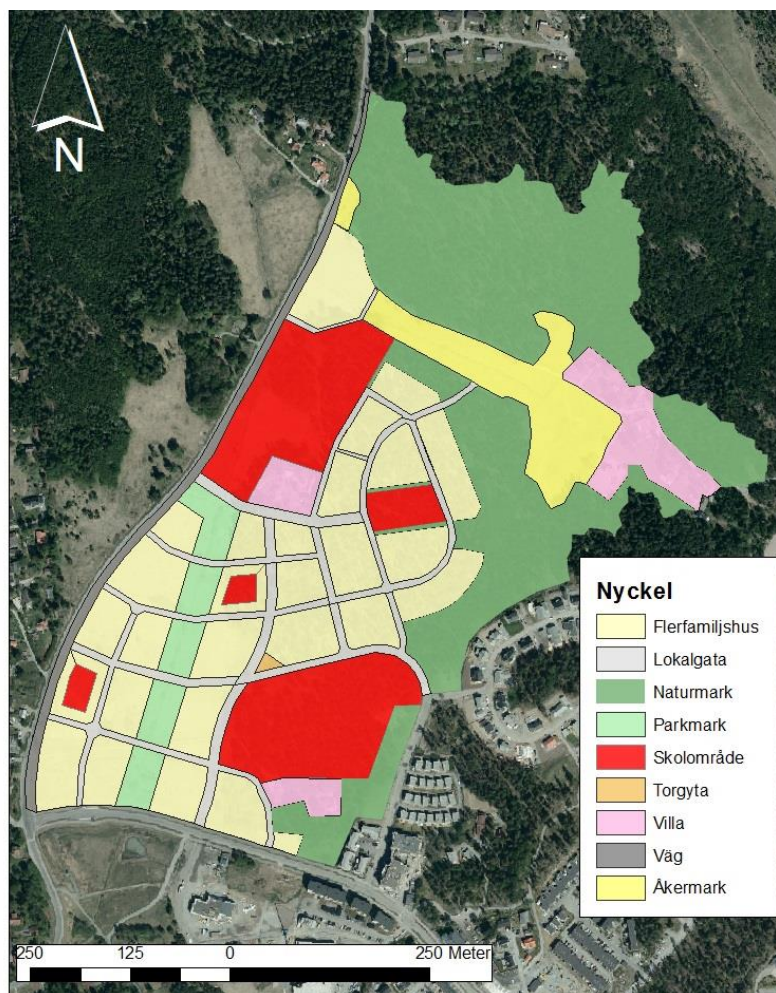 N
Nyckel
Flerfamiljshus
Lokalgata
Naturmark
Parkmark
Skolområde
Torgyta
Villa
Väg
Åkermark
250 125 0 250 Meter